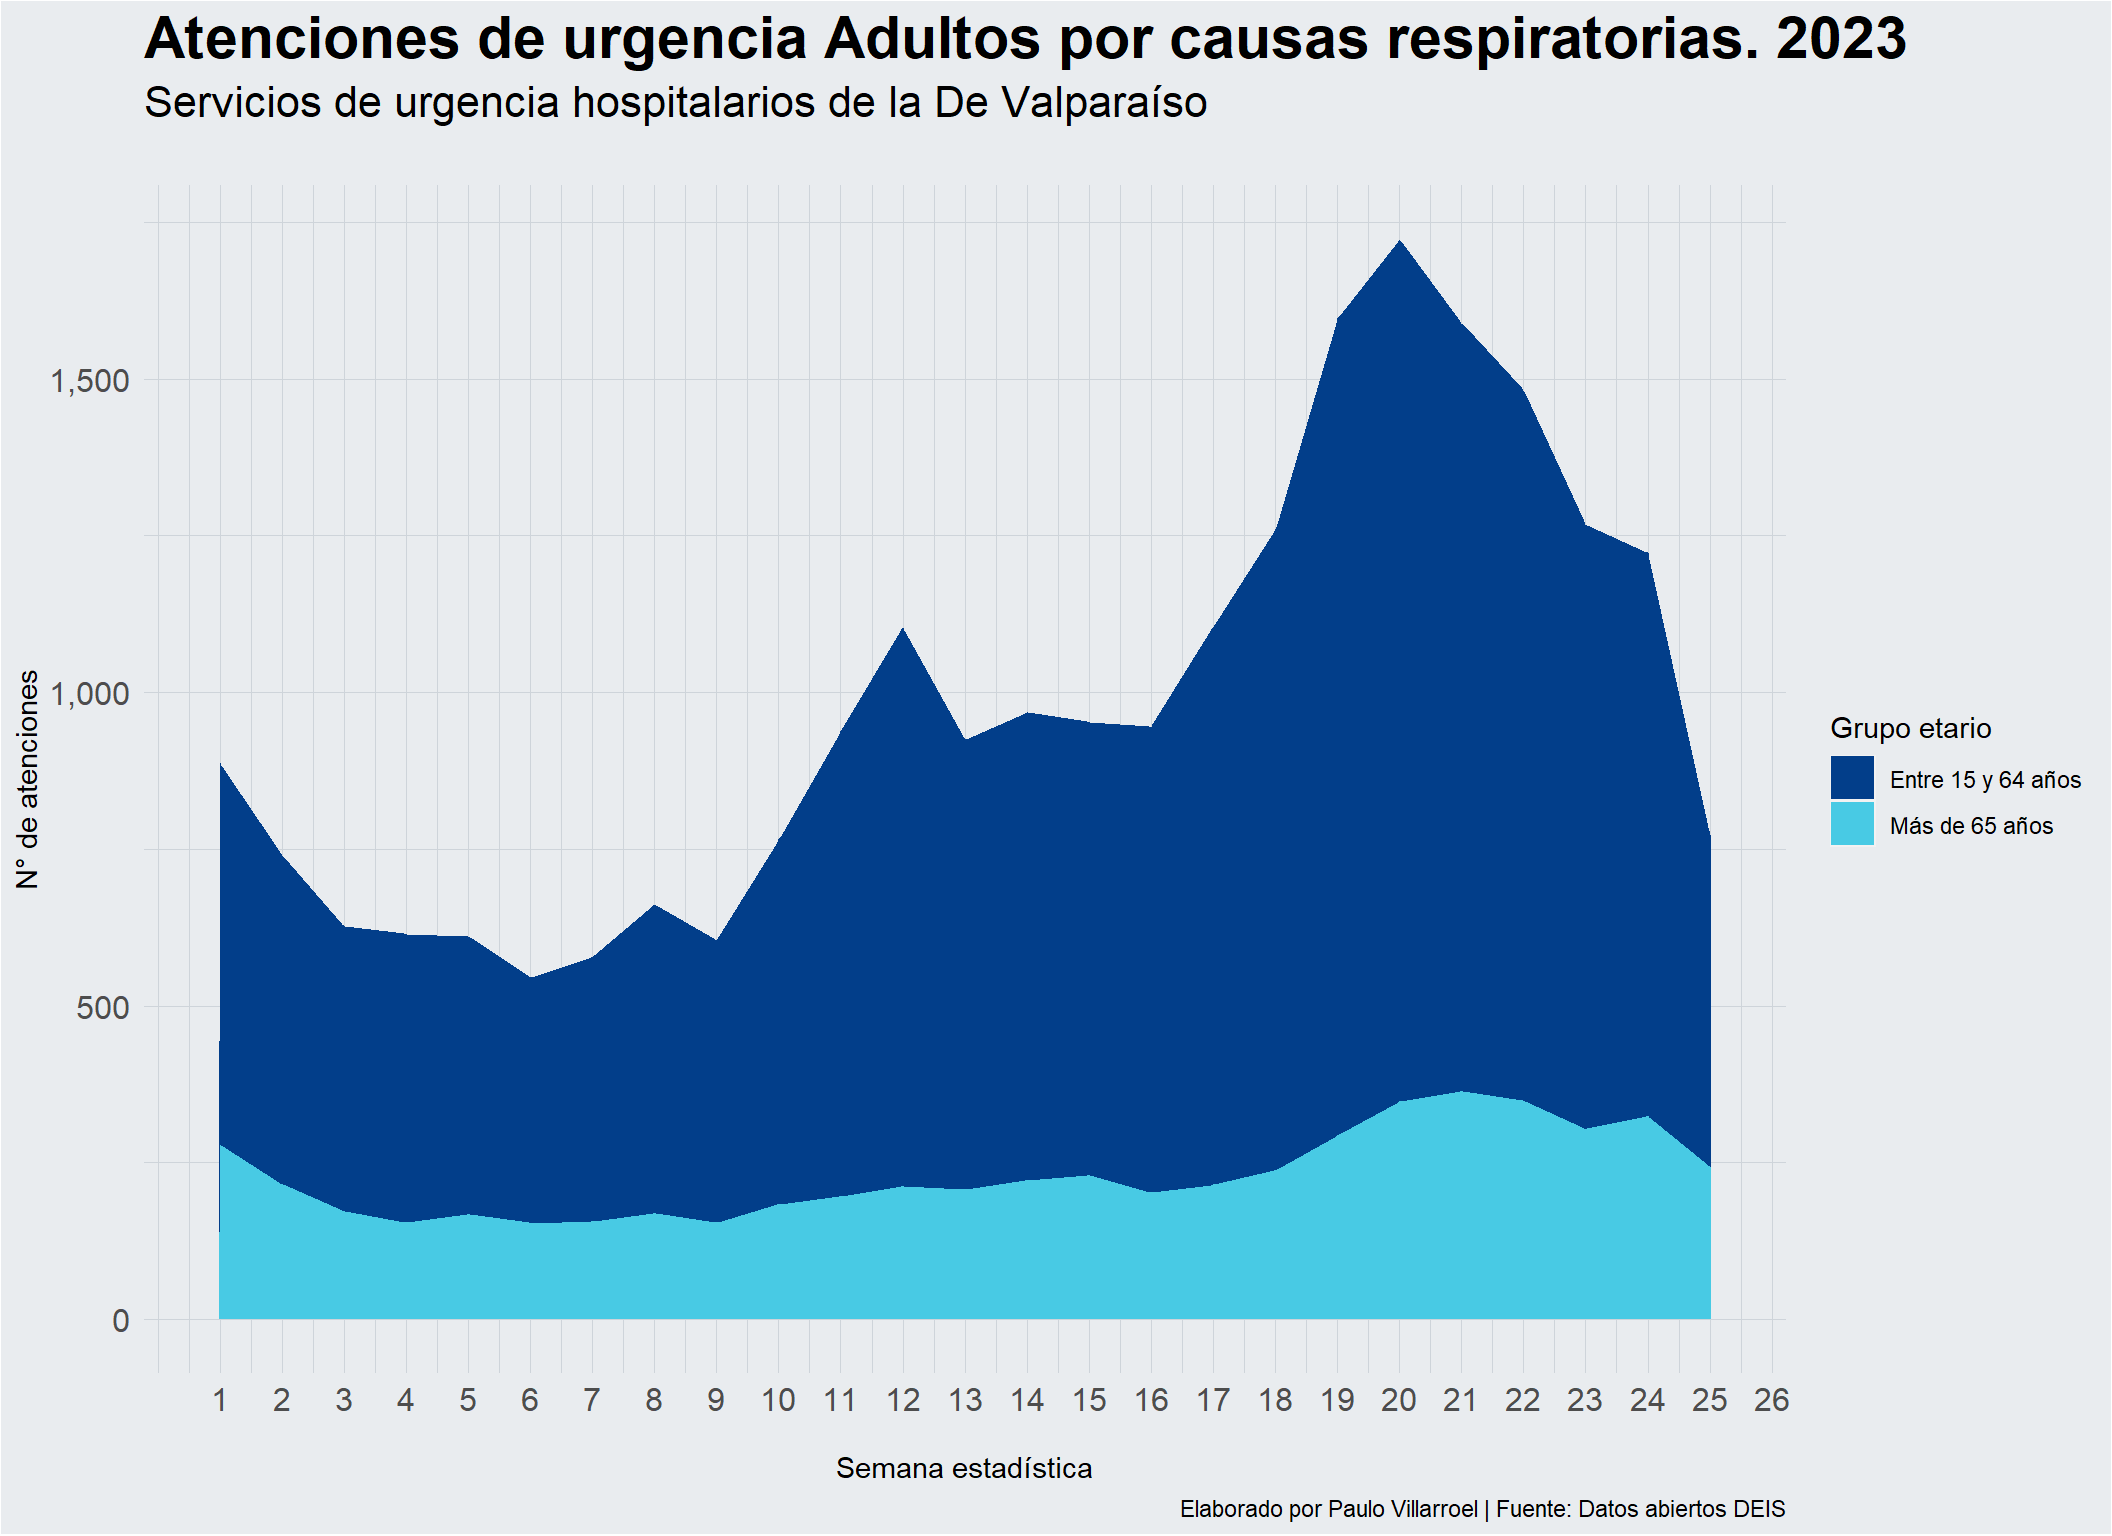 Atenciones de urgencia Adultos por causas respiratorias. 2023
Servicios de urgencia hospitalarios de la De Valparaíso
N° de atenciones
1,500
1,000
500
0
1 2 3 4 5 6 7 8 9 10 11 12 13 14 15 16 17 18 19 20 21 22 23 24 25 26
Semana estadística
Grupo etario
Entre 15 y 64 años
Más de 65 años
Elaborado por Paulo Villarroel | Fuente: Datos abiertos DEIS